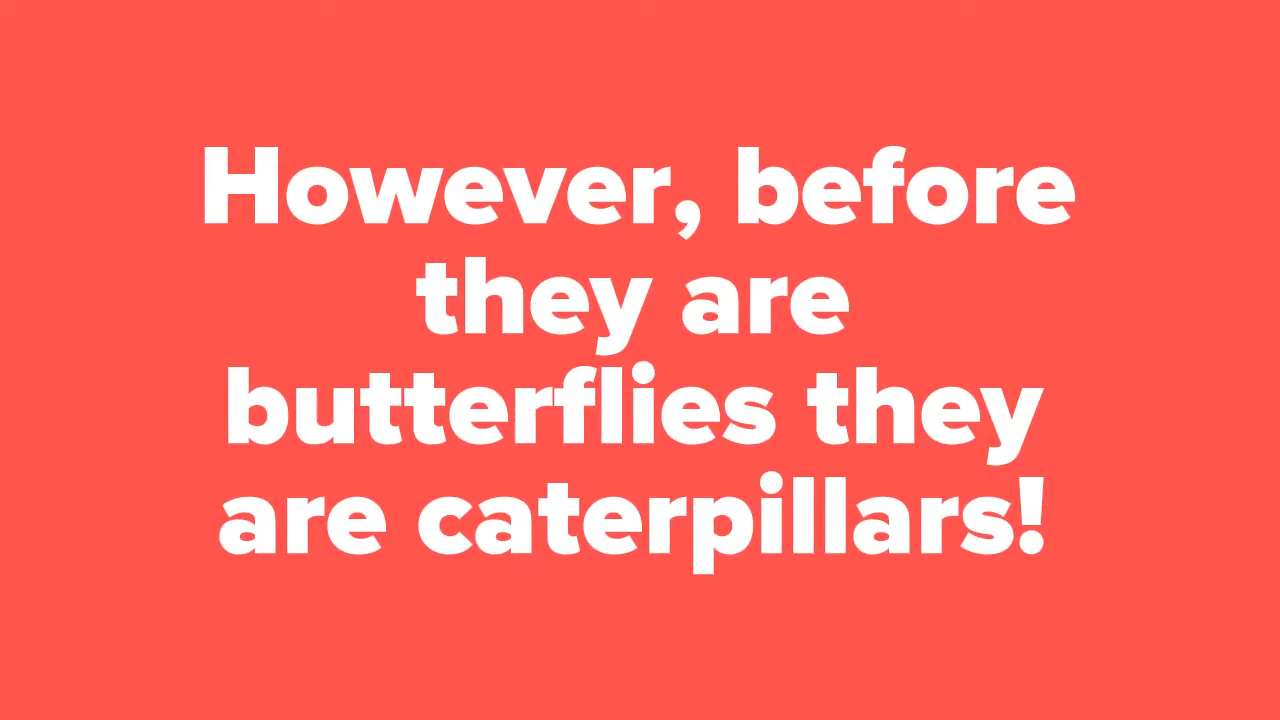 However, before
they are
butterflies they
are caterpillars!